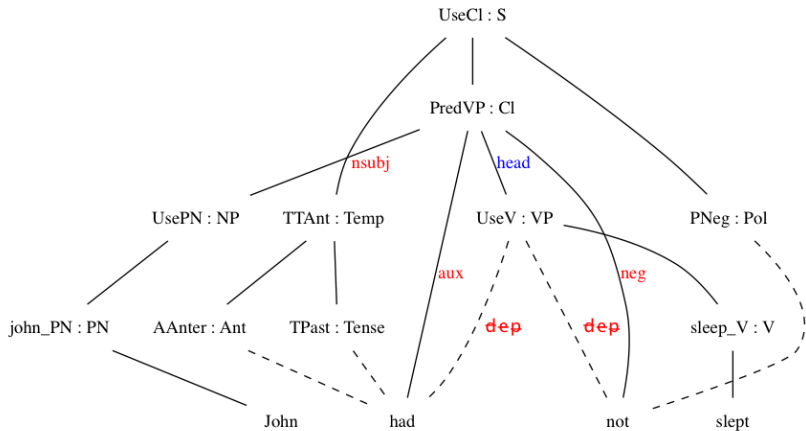 UseCl : S
PredVP : Cl
nsubj head
UsePN : NP TTAnt : Temp UseV : VP PNeg : Pol
aux neg
john_PN : PN AAnter : Ant TPast : Tense dep dep sleep_V : V
John had not slept